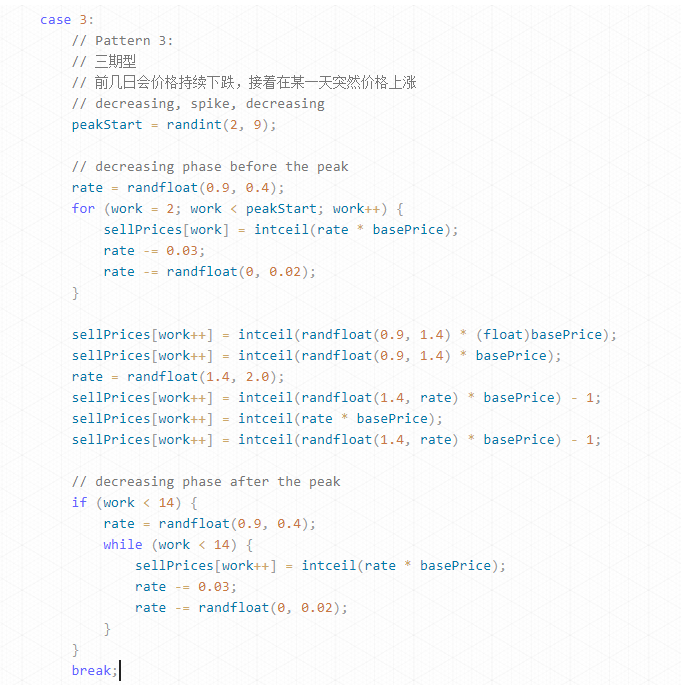 case 3:
    // Pattern 3:
    // 三期型
    // 前几日会价格持续下跌，接着在某一天突然价格上涨
    // decreasing, spike, decreasing
    peakStart = randint(2, 9);

    // decreasing phase before the peak
    rate = randfloat(0.9, 0.4);
    for (work = 2; work < peakStart; work++) {
        sellPrices[work] = intceil(rate * basePrice);
        rate -= 0.03;
        rate -= randfloat(0, 0.02);
    }

    sellPrices[work++] = intceil(randfloat(0.9, 1.4) * (float)basePrice);
    sellPrices[work++] = intceil(randfloat(0.9, 1.4) * basePrice);
    rate = randfloat(1.4, 2.0);
    sellPrices[work++] = intceil(randfloat(1.4, rate) * basePrice) - 1;
    sellPrices[work++] = intceil(rate * basePrice);
    sellPrices[work++] = intceil(randfloat(1.4, rate) * basePrice) - 1;

    // decreasing phase after the peak
    if (work < 14) {
        rate = randfloat(0.9, 0.4);
        while (work < 14) {
            sellPrices[work++] = intceil(rate * basePrice);
            rate -= 0.03;
            rate -= randfloat(0, 0.02);
        }
    }
    break;